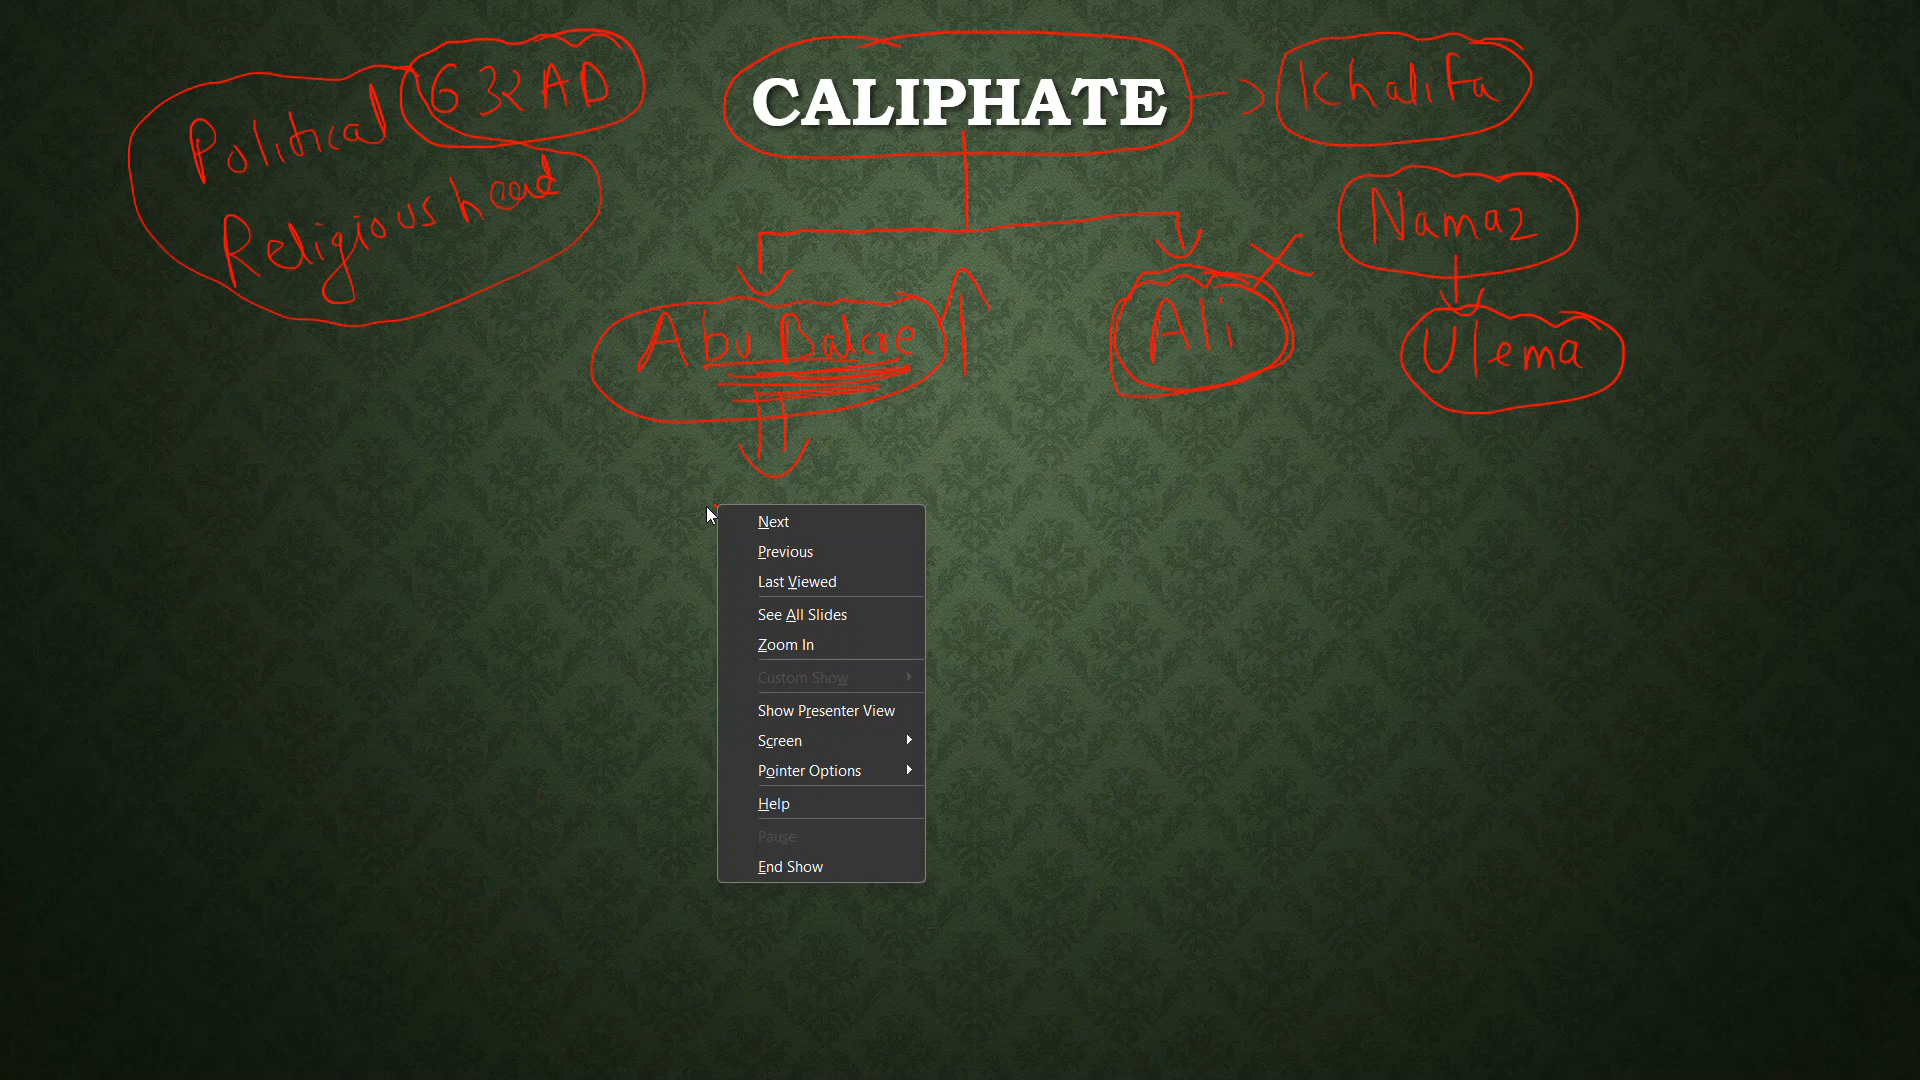 632 AD
CALIPHATE
Khalifa
Political
Religious head
Namaz
Abu Bakre
Ali
Ulema
Next
Previous
Last Viewed
See All Slides
Zoom In
Custom Show
Show Presenter View
Screen
Pointer Options
Help
Pause
End Show